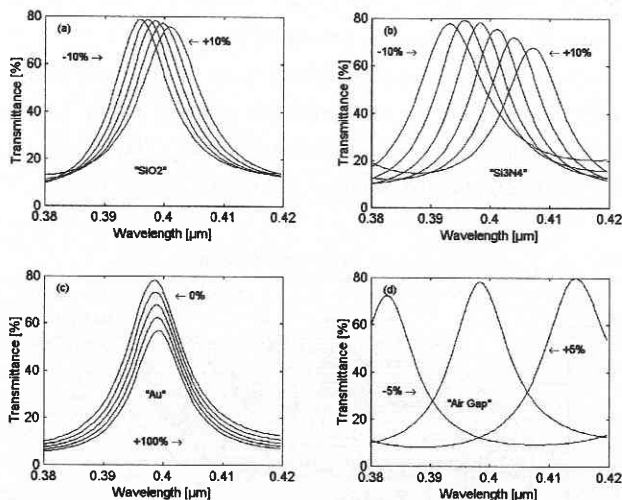 (a)
-10% →
← +10%
"SiO2"
Transmittance [%]
80
60
40
20
0
0.38 0.39 0.4 0.41 0.42
Wavelength [µm]
(b)
-10% →
← +10%
"Si3N4"
Transmittance [%]
80
60
40
20
0
0.38 0.39 0.4 0.41 0.42
Wavelength [µm]
(c)
← 0%
"Au"
+100% →
Transmittance [%]
80
60
40
20
0
0.38 0.39 0.4 0.41 0.42
Wavelength [µm]
(d)
← +5%
-5% →
"Air Gap"
Transmittance [%]
80
60
40
20
0
0.38 0.39 0.4 0.41 0.42
Wavelength [µm]